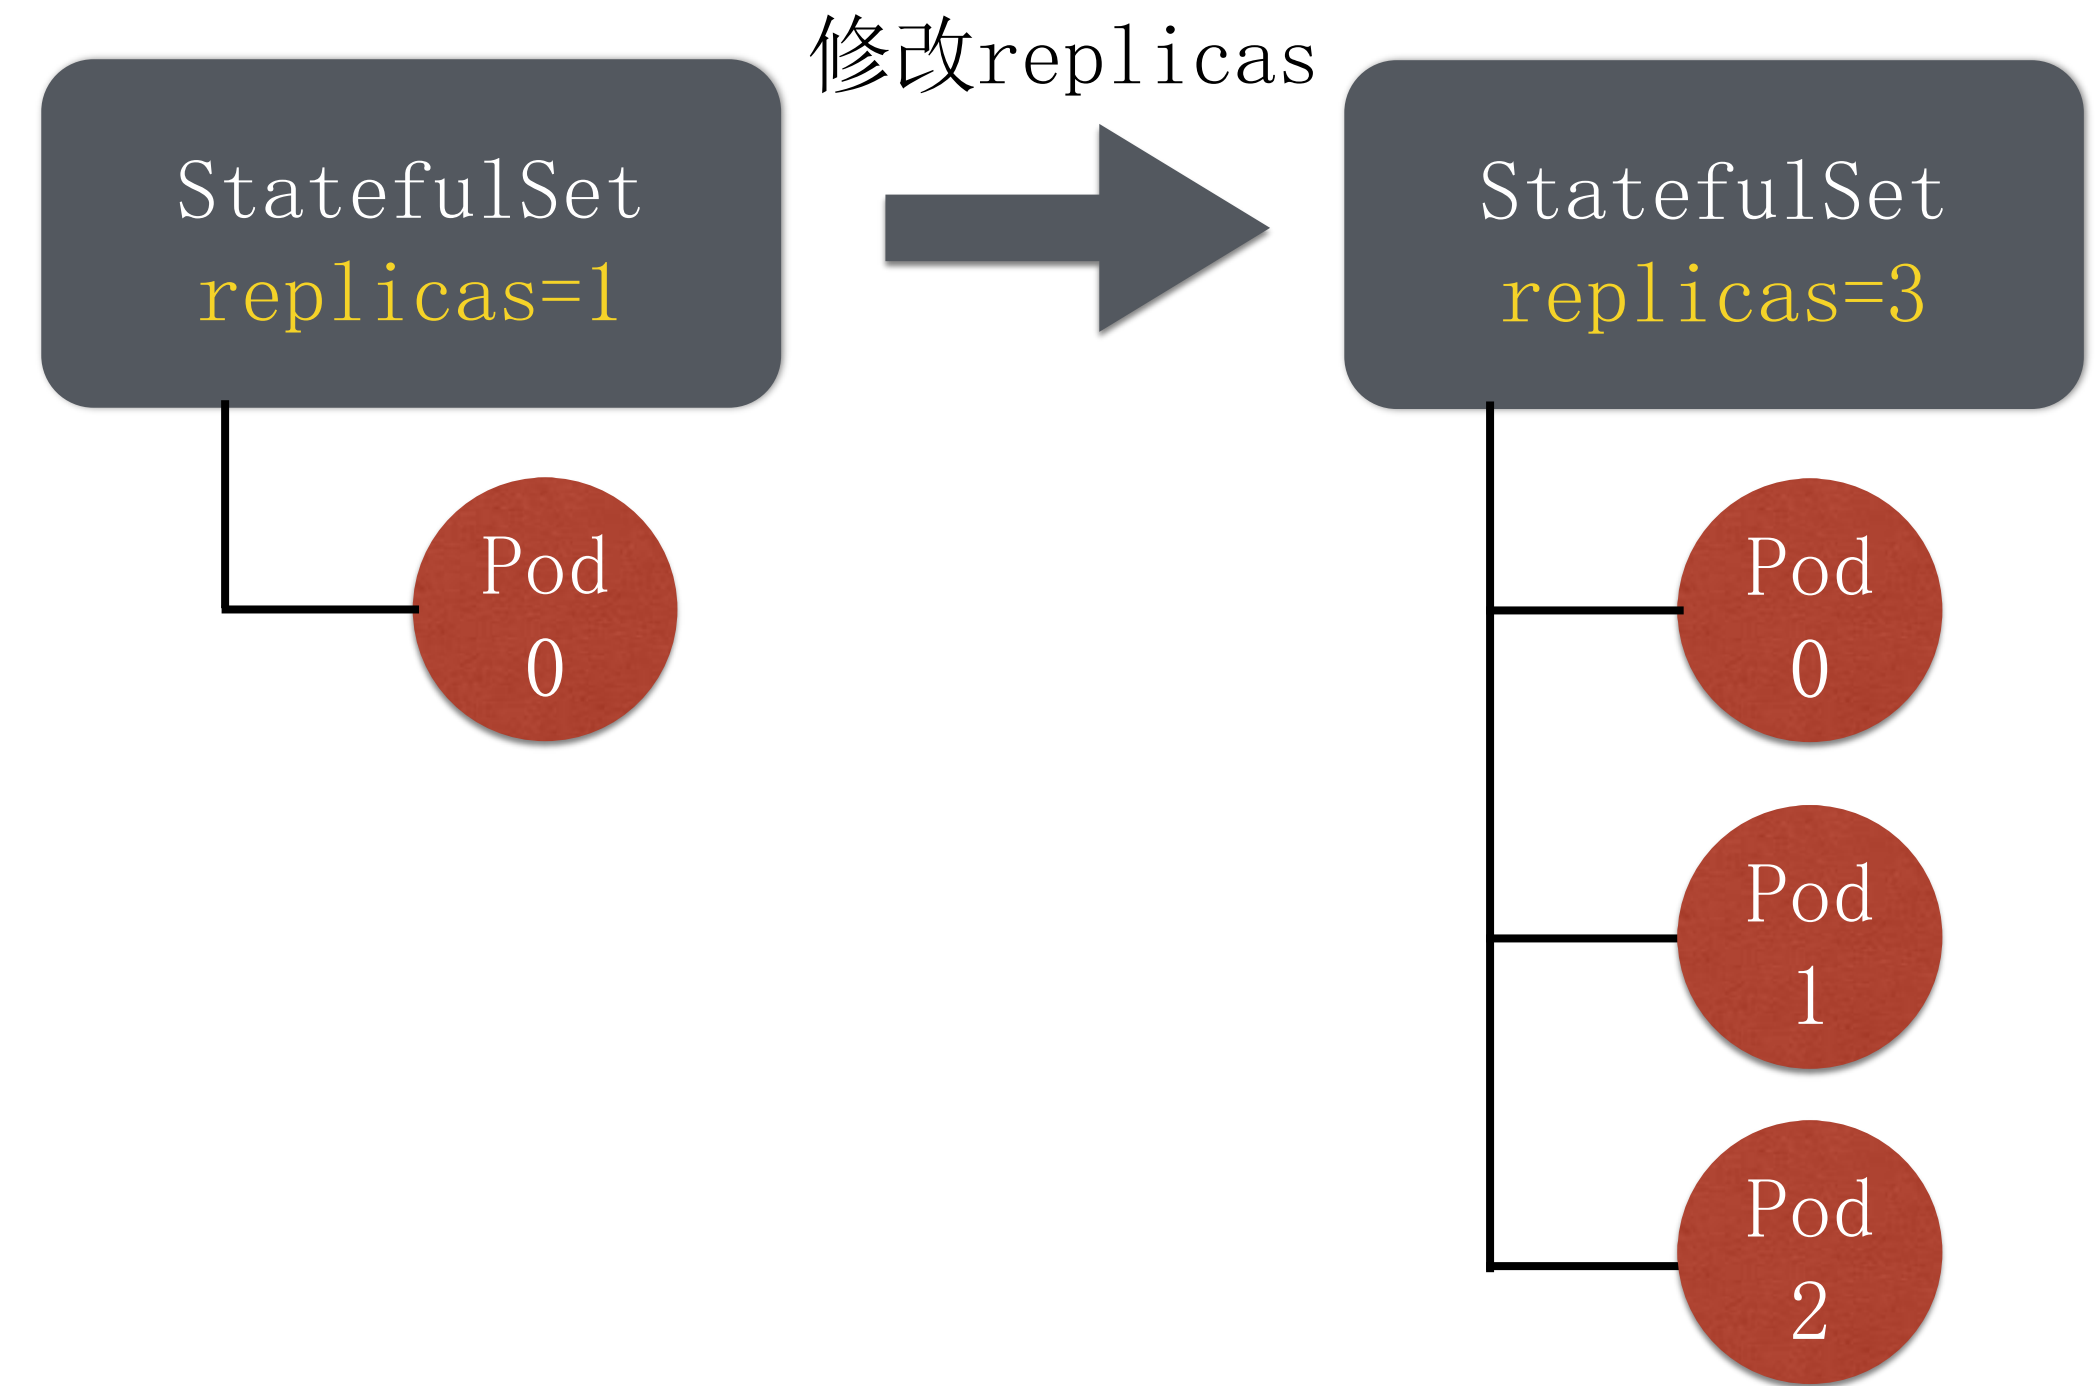 修改replicas
StatefulSet
replicas=1
Pod
0
StatefulSet
replicas=3
Pod
0
Pod
1
Pod
2